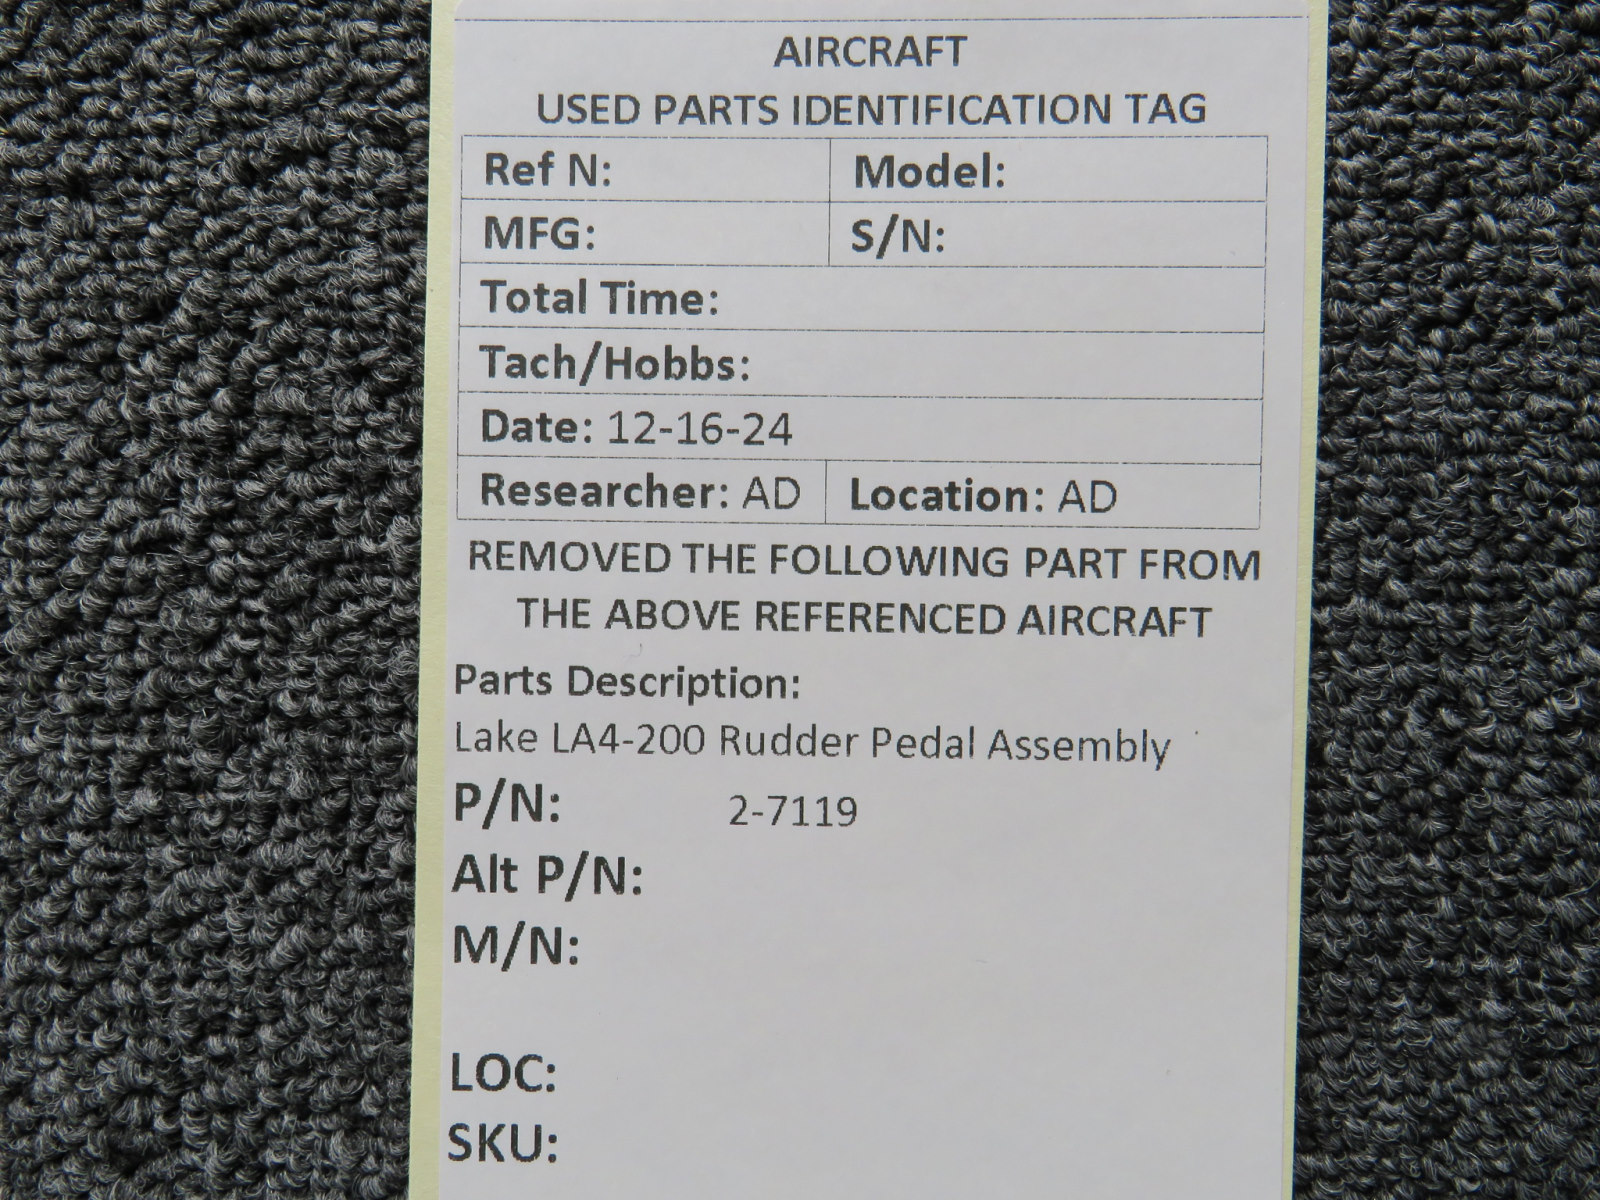 AIRCRAFT
USED PARTS IDENTIFICATION TAG
Ref N: Model:
MFG: S/N:
Total Time:
Tach/Hobbs:
Date: 12-16-24
Researcher: AD Location: AD
REMOVED THE FOLLOWING PART FROM
THE ABOVE REFERENCED AIRCRAFT
Parts Description:
Lake LA4-200 Rudder Pedal Assembly
P/N: 2-7119
Alt P/N:
M/N:
LOC:
SKU: